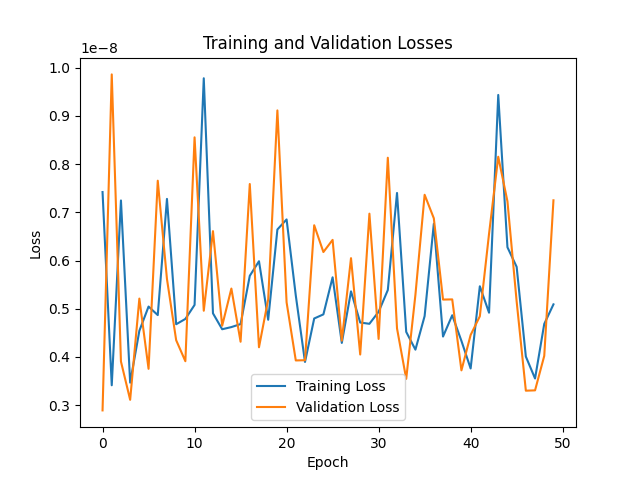 Training and Validation Losses
1e−8
1.0
0.9
0.8
0.7
0.6
0.5
0.4
0.3
Loss
Training Loss
Validation Loss
0 10 20 30 40 50
Epoch